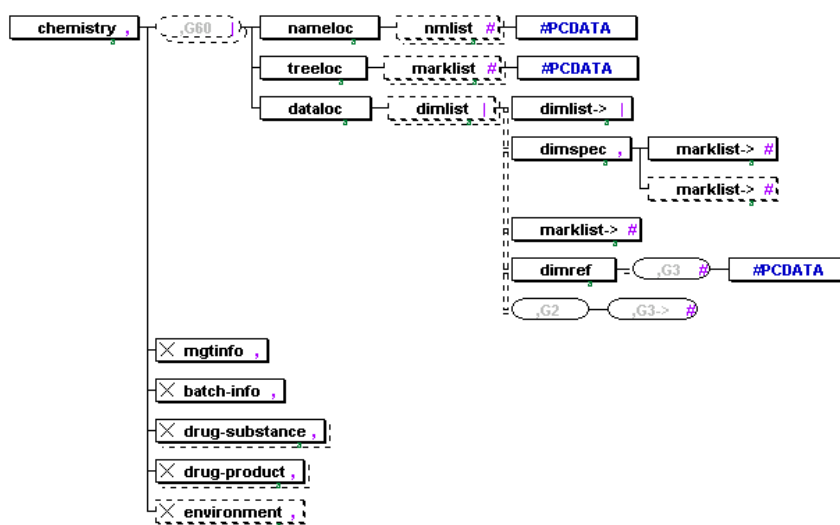 chemistry , ,G60 | nameloc nmlist # #PCDATA
treeloc marklist # #PCDATA
dataloc dimlist | dimlist-> |
dimspec , marklist-> #
marklist-> #
marklist-> #
dimref ,G3 # #PCDATA
,G2 ,G3-> #
mgtinfo ,
batch-info ,
drug-substance ,
drug-product ,
environment ,